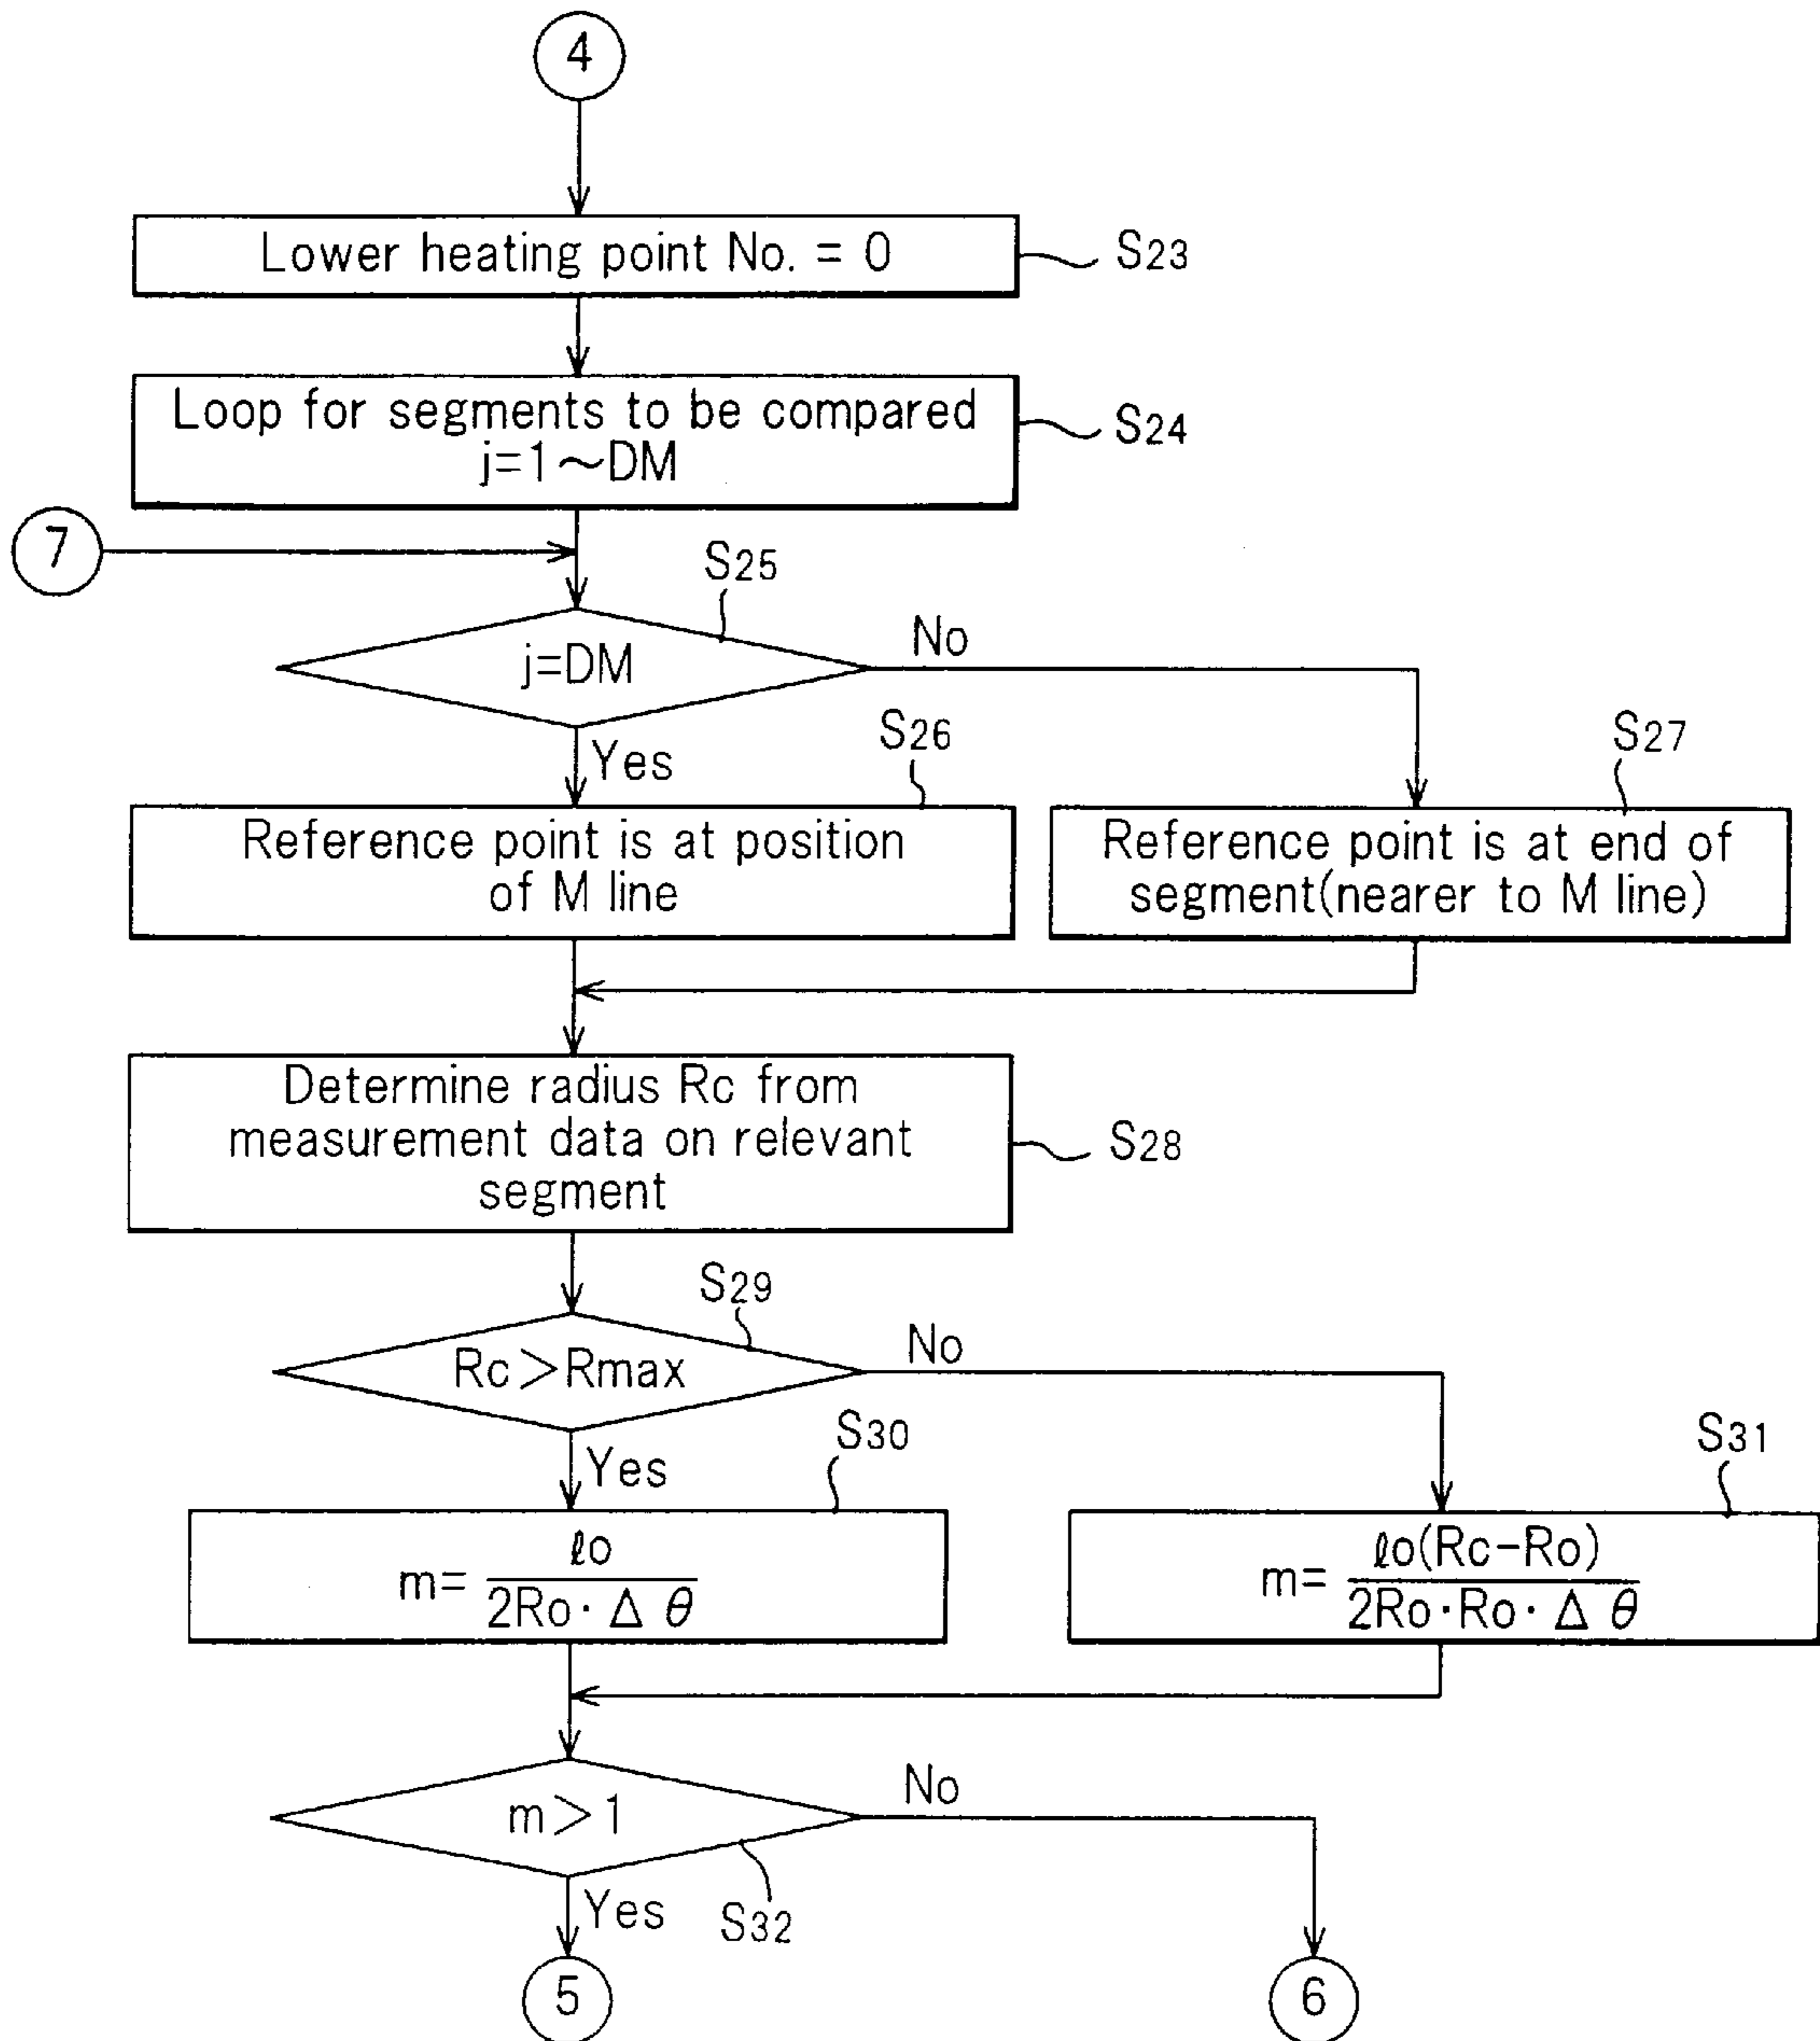 4
Lower heating point No. = 0
S23
Loop for segments to be compared
j=1~DM
S24
7
S25
j=DM
No
Yes
S26
S27
Reference point is at position
of M line
Reference point is at end of
segment(nearer to M line)
Determine radius Rc from
measurement data on relevant
segment
S28
S29
Rc>Rmax
No
Yes
S30
S31
m= ℓo / 2Ro· Δ θ
m= ℓo(Rc-Ro) / 2Ro·Ro· Δ θ
m>1
No
Yes
S32
5
6